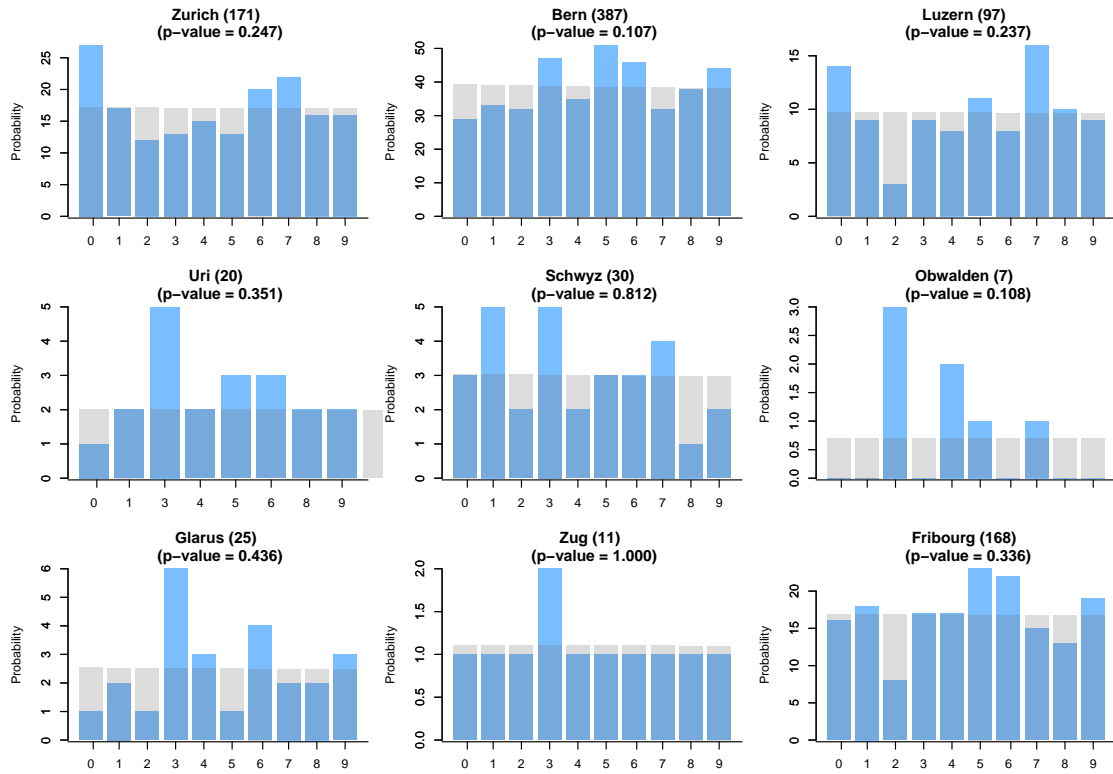 Zurich (171)
(p−value = 0.247)
Probability
0 5 10 15 20 25
0 1 2 3 4 5 6 7 8 9
Bern (387)
(p−value = 0.107)
Probability
0 10 20 30 40 50
0 1 2 3 4 5 6 7 8 9
Luzern (97)
(p−value = 0.237)
Probability
0 5 10 15
0 1 2 3 4 5 6 7 8 9
Uri (20)
(p−value = 0.351)
Probability
0 1 2 3 4 5
0 1 3 4 5 6 8 9
Schwyz (30)
(p−value = 0.812)
Probability
0 1 2 3 4 5
0 1 2 3 4 5 6 7 8 9
Obwalden (7)
(p−value = 0.108)
Probability
0.0 0.5 1.0 1.5 2.0 2.5 3.0
0 1 2 3 4 5 6 7 8 9
Glarus (25)
(p−value = 0.436)
Probability
0 1 2 3 4 5 6
0 1 2 3 4 5 6 7 8 9
Zug (11)
(p−value = 1.000)
Probability
0.0 0.5 1.0 1.5 2.0
0 1 2 3 4 5 6 7 8 9
Fribourg (168)
(p−value = 0.336)
Probability
0 5 10 15 20
0 1 2 3 4 5 6 7 8 9